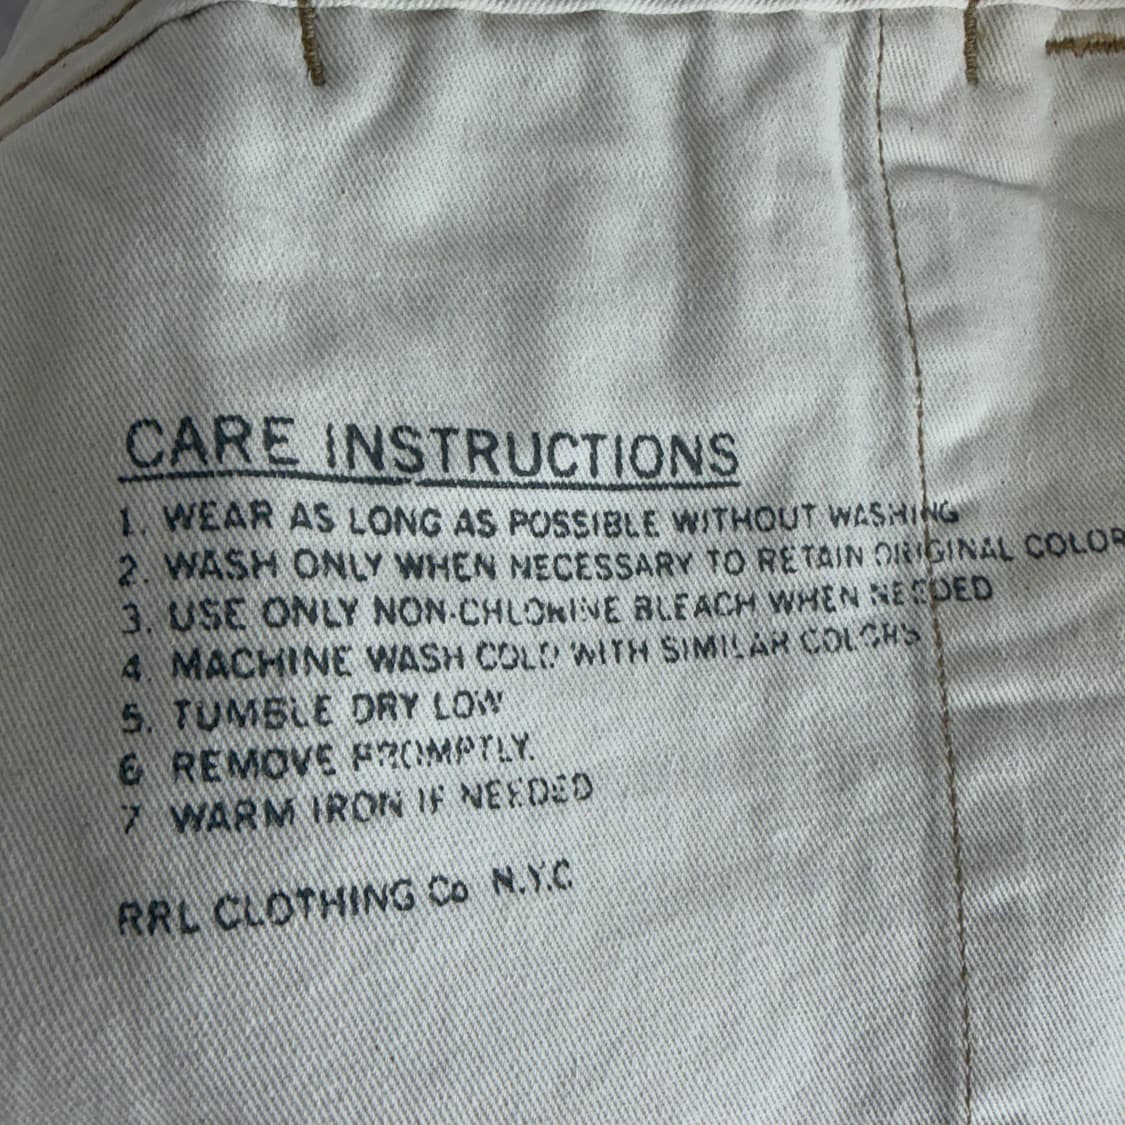 CARE INSTRUCTIONS
1. WEAR AS LONG AS POSSIBLE WITHOUT WASHING
2. WASH ONLY WHEN NECESSARY TO RETAIN ORIGINAL COLOR
3. USE ONLY NON-CHLORINE BLEACH WHEN NEEDED
4 MACHINE WASH COLD WITH SIMILAR COLORS
5. TUMBLE DRY LOW
6 REMOVE PROMPTLY.
7 WARM IRON IF NEEDED
RRL CLOTHING Co N.Y.C